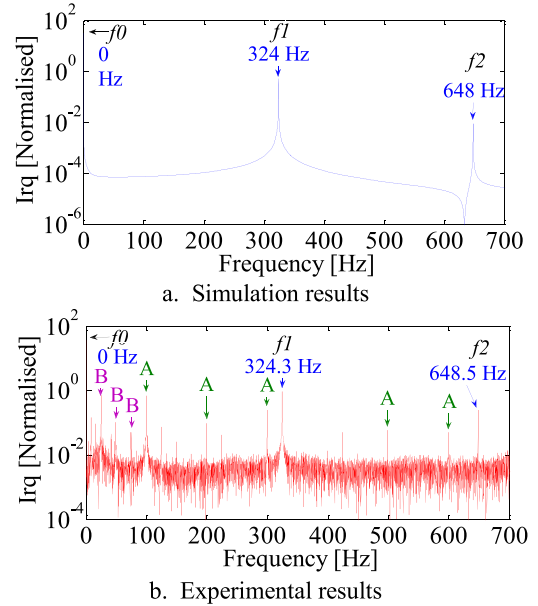 10^2
f0
0
Hz
f1
324 Hz
f2
648 Hz
10^0
10^-2
10^-4
10^-6
Irq [Normalised]
0 100 200 300 400 500 600 700
Frequency [Hz]
a. Simulation results
10^2
f0
0 Hz
f1
324.3 Hz
f2
648.5 Hz
B B B
A A A A A
10^0
10^-2
10^-4
Irq [Normalised]
0 100 200 300 400 500 600 700
Frequency [Hz]
b. Experimental results